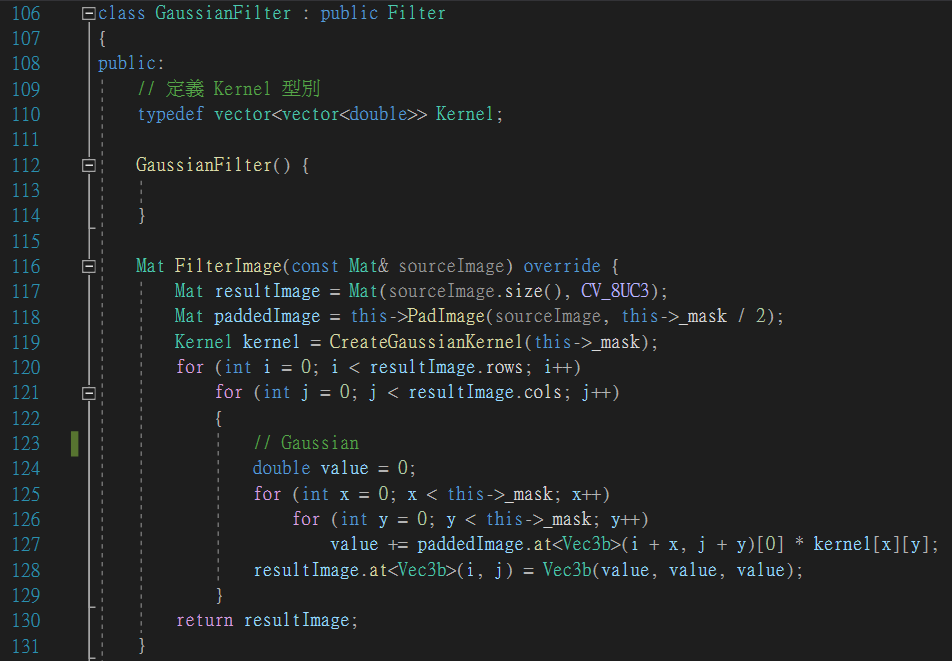 106 class GaussianFilter : public Filter
107 {
108 public:
109 // 定義 Kernel 型別
110 typedef vector<vector<double>> Kernel;
111
112 GaussianFilter() {
113
114 }
115
116 Mat FilterImage(const Mat& sourceImage) override {
117 Mat resultImage = Mat(sourceImage.size(), CV_8UC3);
118 Mat paddedImage = this->PadImage(sourceImage, this->_mask / 2);
119 Kernel kernel = CreateGaussianKernel(this->_mask);
120 for (int i = 0; i < resultImage.rows; i++)
121 for (int j = 0; j < resultImage.cols; j++)
122 {
123 // Gaussian
124 double value = 0;
125 for (int x = 0; x < this->_mask; x++)
126 for (int y = 0; y < this->_mask; y++)
127 value += paddedImage.at<Vec3b>(i + x, j + y)[0] * kernel[x][y];
128 resultImage.at<Vec3b>(i, j) = Vec3b(value, value, value);
129 }
130 return resultImage;
131 }